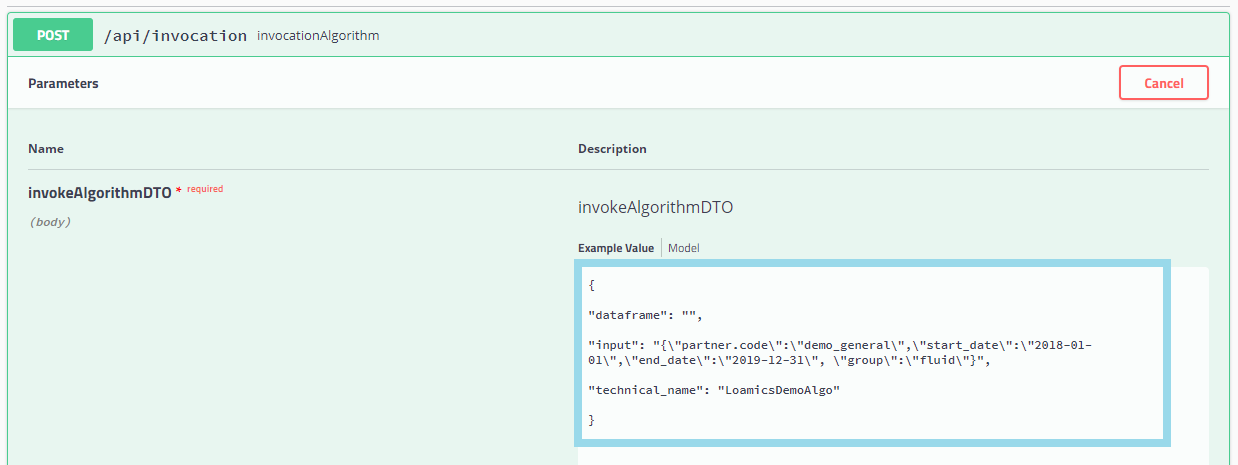 POST /api/invocation invocationAlgorithm
Parameters Cancel
Name Description
invokeAlgorithmDTO * required
(body)
invokeAlgorithmDTO
Example Value Model
{
"dataframe": "",
"input": "{\"partner.code\":\"demo_general\",\"start_date\":\"2018-01-
01\",\"end_date\":\"2019-12-31\", \"group\":\"fluid\"}",
"technical_name": "LoamicsDemoAlgo"
}